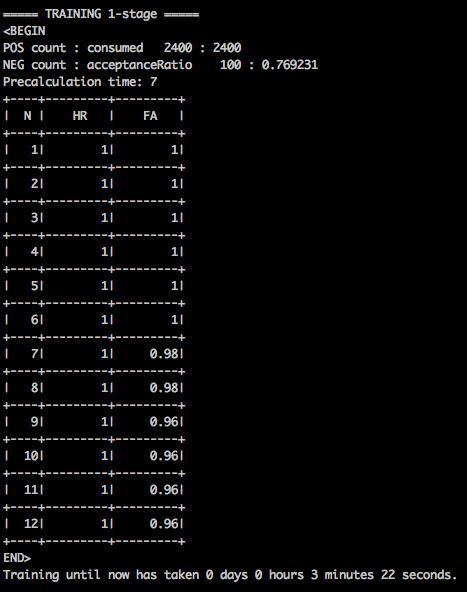 ===== TRAINING 1-stage =====
<BEGIN
POS count : consumed   2400 : 2400
NEG count : acceptanceRatio    100 : 0.769231
Precalculation time: 7
+----+---------+---------+
|  N |    HR   |    FA   |
+----+---------+---------+
|   1|        1|        1|
+----+---------+---------+
|   2|        1|        1|
+----+---------+---------+
|   3|        1|        1|
+----+---------+---------+
|   4|        1|        1|
+----+---------+---------+
|   5|        1|        1|
+----+---------+---------+
|   6|        1|        1|
+----+---------+---------+
|   7|        1|     0.98|
+----+---------+---------+
|   8|        1|     0.98|
+----+---------+---------+
|   9|        1|     0.96|
+----+---------+---------+
|  10|        1|     0.96|
+----+---------+---------+
|  11|        1|     0.96|
+----+---------+---------+
|  12|        1|     0.96|
+----+---------+---------+
END>
Training until now has taken 0 days 0 hours 3 minutes 22 seconds.